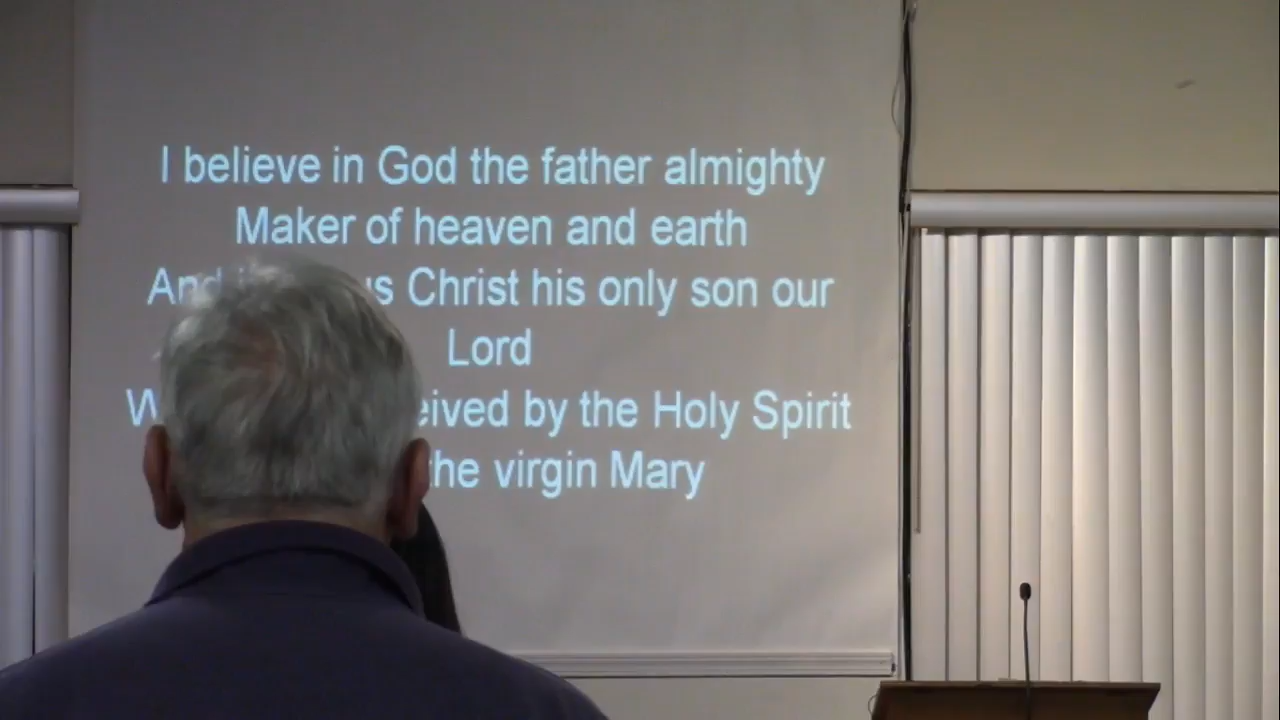 I believe in God the father almighty
Maker of heaven and earth
And Christ his only son our
Lord
by the Holy Spirit
the virgin Mary